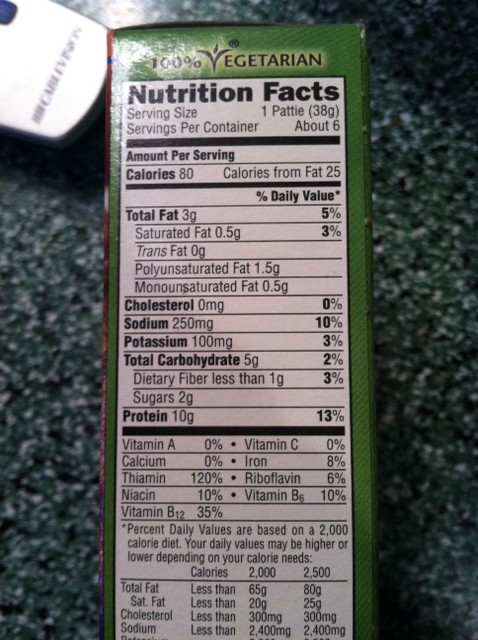 CABLEVISION
100% VEGETARIAN®
Nutrition Facts
Serving Size 1 Pattie (38g)
Servings Per Container About 6
Amount Per Serving
Calories 80 Calories from Fat 25
% Daily Value*
Total Fat 3g 5%
Saturated Fat 0.5g 3%
Trans Fat 0g
Polyunsaturated Fat 1.5g
Monounsaturated Fat 0.5g
Cholesterol 0mg 0%
Sodium 250mg 10%
Potassium 100mg 3%
Total Carbohydrate 5g 2%
Dietary Fiber less than 1g 3%
Sugars 2g
Protein 10g 13%
Vitamin A 0% • Vitamin C 0%
Calcium 0% • Iron 8%
Thiamin 120% • Riboflavin 6%
Niacin 10% • Vitamin B6 10%
Vitamin B12 35%
*Percent Daily Values are based on a 2,000
calorie diet. Your daily values may be higher or
lower depending on your calorie needs:
Calories 2,000 2,500
Total Fat Less than 65g 80g
Sat. Fat Less than 20g 25g
Cholesterol Less than 300mg 300mg
Sodium Less than 2,400mg 2,400mg